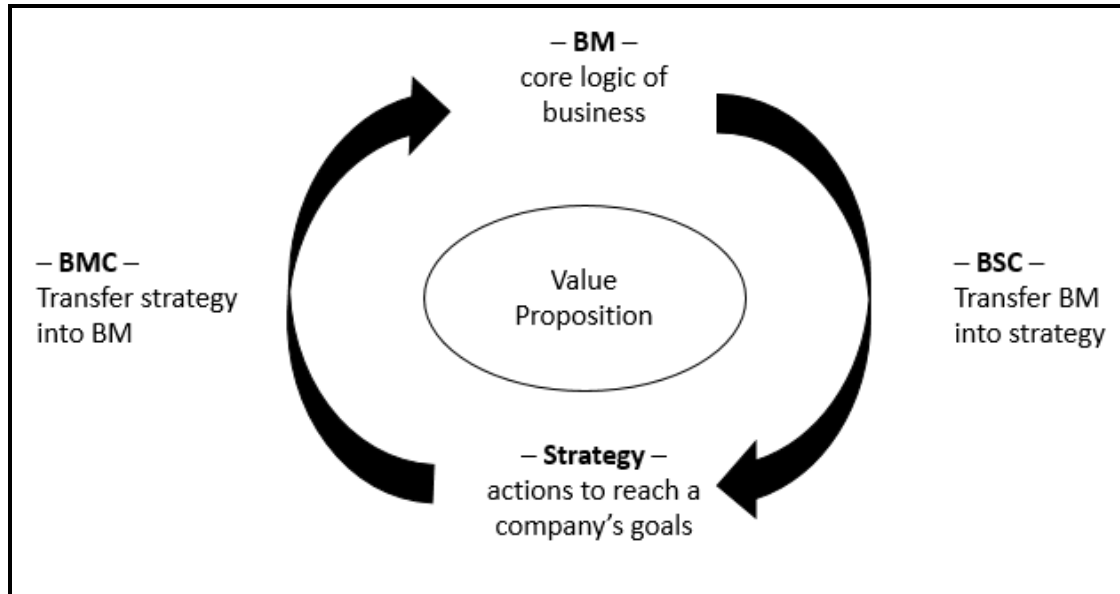 – BM –
core logic of
business
– BMC –
Transfer strategy
into BM
Value
Proposition
– BSC –
Transfer BM
into strategy
– Strategy –
actions to reach a
company’s goals